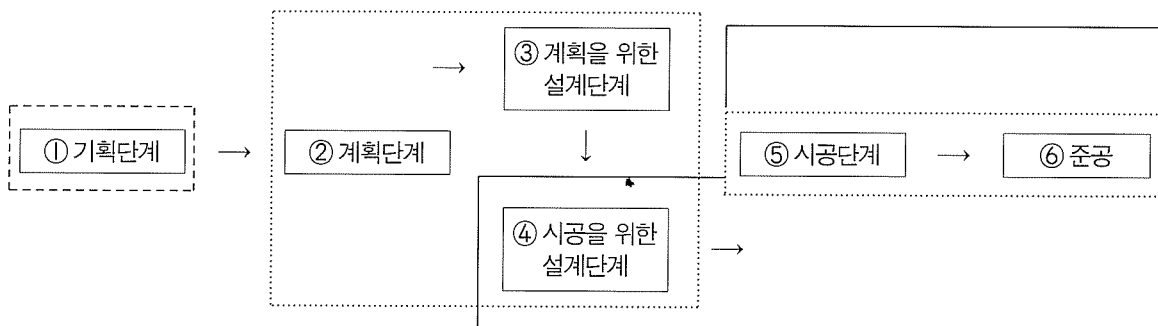 ① 기획단계
→
② 계획단계
→
③ 계획을 위한
설계단계
↓
④ 시공을 위한
설계단계
→
⑤ 시공단계
→
⑥ 준공